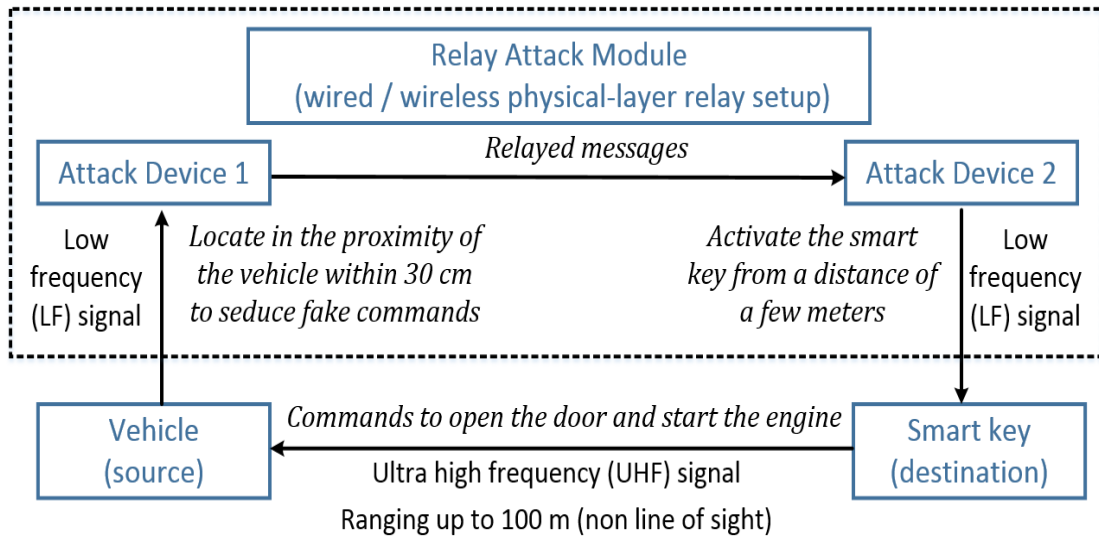 Relay Attack Module
(wired / wireless physical-layer relay setup)
Relayed messages
Attack Device 1
Attack Device 2
Low
frequency
(LF) signal
Locate in the proximity of
the vehicle within 30 cm
to seduce fake commands
Activate the smart
key from a distance of
a few meters
Low
frequency
(LF) signal
Vehicle
(source)
Commands to open the door and start the engine
Ultra high frequency (UHF) signal
Ranging up to 100 m (non line of sight)
Smart key
(destination)